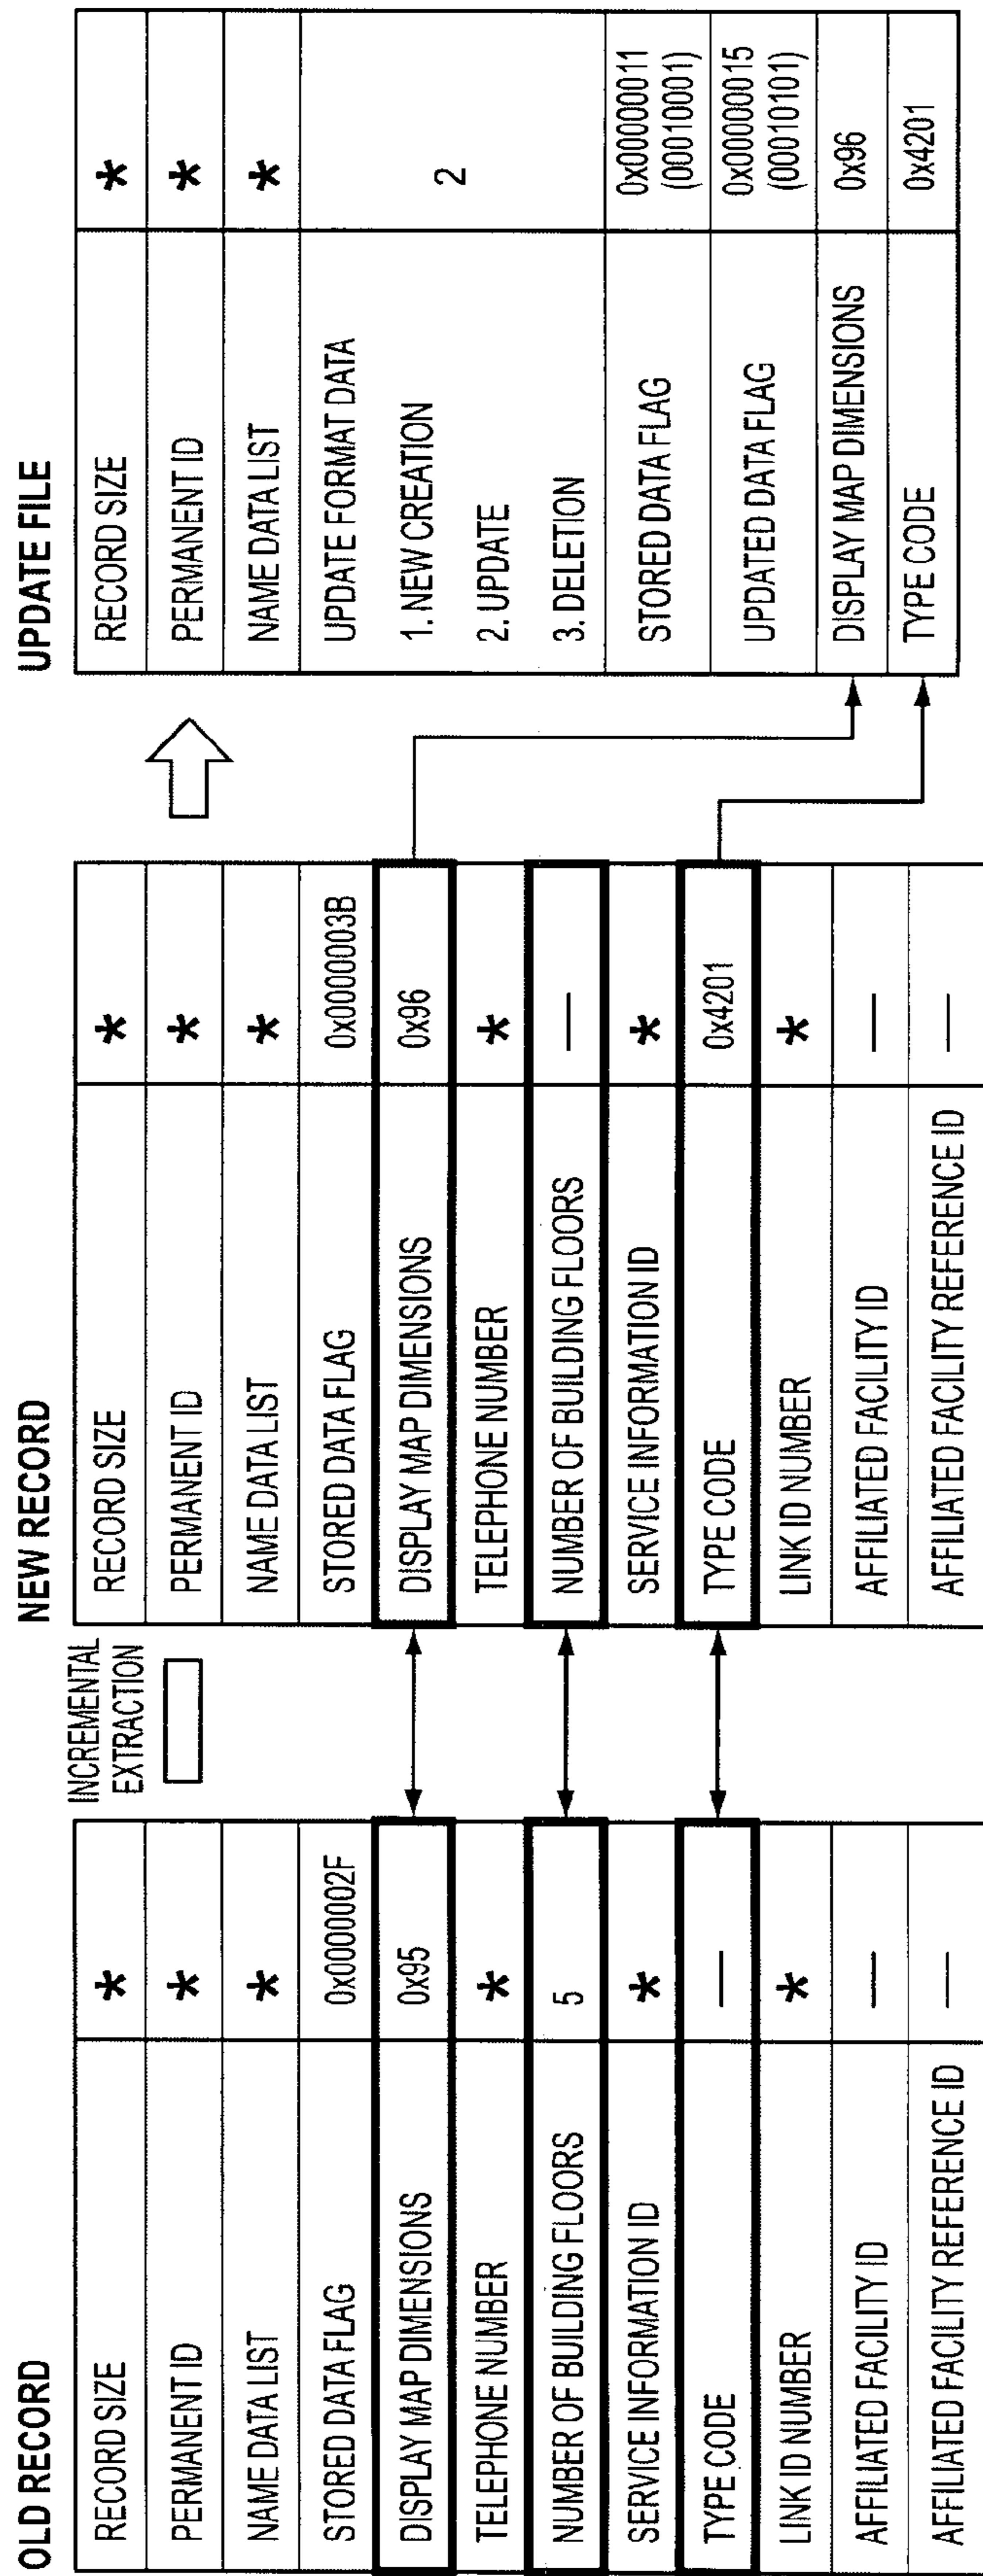 OLD RECORD
RECORD SIZE *
PERMANENT ID *
NAME DATA LIST *
STORED DATA FLAG 0x0000002F
DISPLAY MAP DIMENSIONS 0x95
TELEPHONE NUMBER *
NUMBER OF BUILDING FLOORS 5
SERVICE INFORMATION ID *
TYPE CODE —
LINK ID NUMBER *
AFFILIATED FACILITY ID —
AFFILIATED FACILITY REFERENCE ID —
INCREMENTAL
EXTRACTION
NEW RECORD
RECORD SIZE *
PERMANENT ID *
NAME DATA LIST *
STORED DATA FLAG 0x0000003B
DISPLAY MAP DIMENSIONS 0x96
TELEPHONE NUMBER *
NUMBER OF BUILDING FLOORS —
SERVICE INFORMATION ID *
TYPE CODE 0x4201
LINK ID NUMBER *
AFFILIATED FACILITY ID —
AFFILIATED FACILITY REFERENCE ID —
UPDATE FILE
RECORD SIZE *
PERMANENT ID *
NAME DATA LIST *
UPDATE FORMAT DATA
1. NEW CREATION
2. UPDATE
3. DELETION
2
STORED DATA FLAG 0x00000011
(00010001)
UPDATED DATA FLAG 0x00000015
(00010101)
DISPLAY MAP DIMENSIONS 0x96
TYPE CODE 0x4201